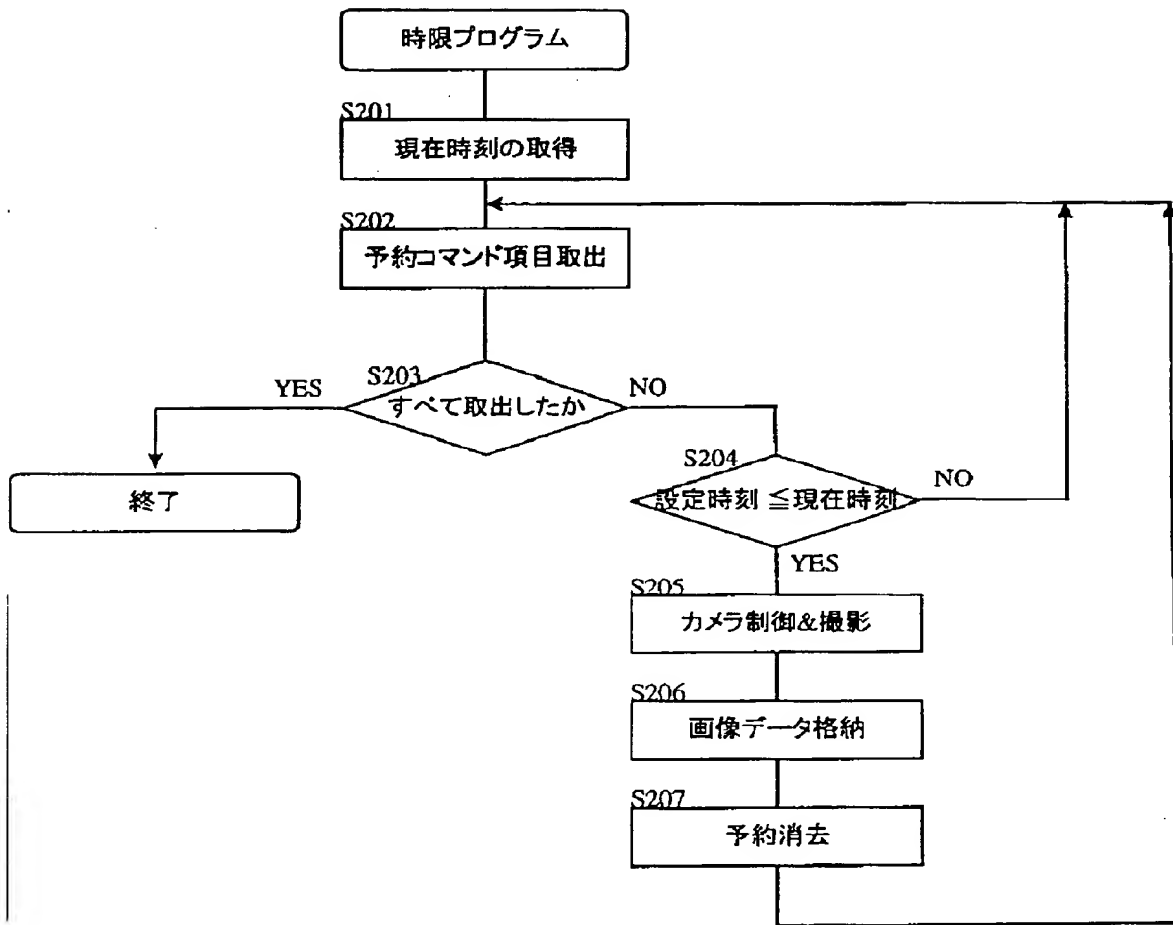 時限プログラム
S201
現在時刻の取得
S202
予約コマンド項目取出
S203
YES
すべて取出したか
NO
終了
S204
設定時刻 ≦現在時刻
NO
YES
S205
カメラ制御&撮影
S206
画像データ格納
S207
予約消去